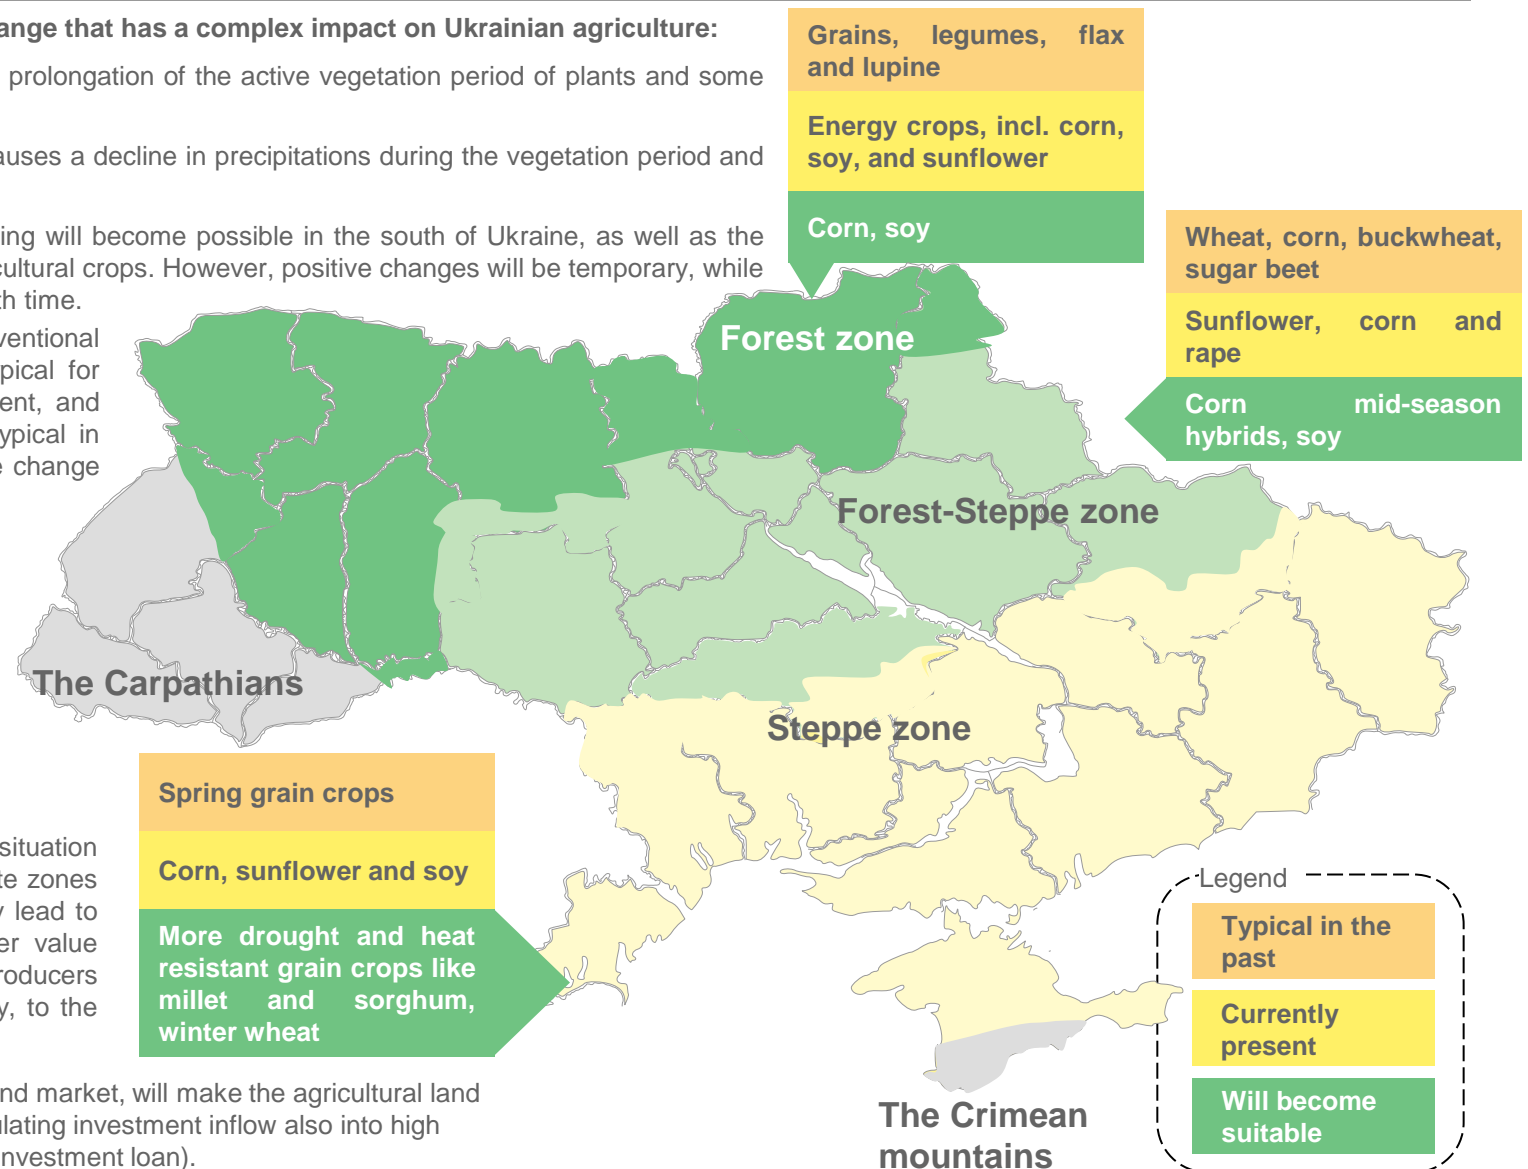 ange that has a complex impact on Ukrainian agriculture:
prolongation of the active vegetation period of plants and some
auses a decline in precipitations during the vegetation period and
ing will become possible in the south of Ukraine, as well as the
cultural crops. However, positive changes will be temporary, while
th time.
ventional
pical for
ent, and
ypical in
e change
Grains, legumes, flax
and lupine
Energy crops, incl. corn,
soy, and sunflower
Corn, soy
Wheat, corn, buckwheat,
sugar beet
Sunflower, corn and
rape
Corn mid-season
hybrids, soy
Forest zone
Forest-Steppe zone
The Carpathians
Steppe zone
Spring grain crops
Corn, sunflower and soy
More drought and heat
resistant grain crops like
millet and sorghum,
winter wheat
situation
te zones
y lead to
er value
roducers
y, to the
nd market, will make the agricultural land
ulating investment inflow also into high
investment loan).
The Crimean
mountains
Legend
Typical in the
past
Currently
present
Will become
suitable